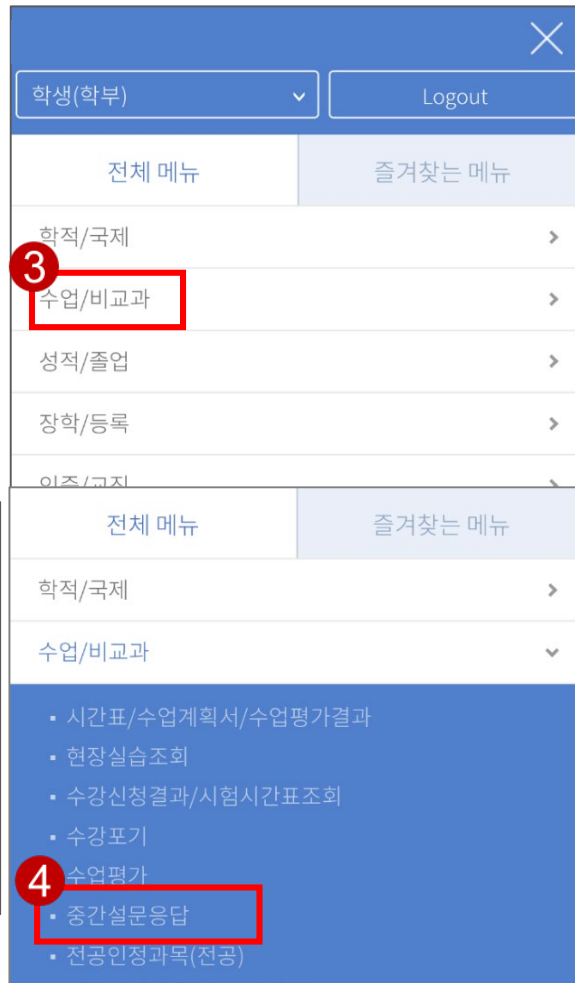 학생(학부) Logout
전체 메뉴 즐겨찾는 메뉴
학적/국제
3
수업/비교과
성적/졸업
장학/등록
인증/교직
전체 메뉴 즐겨찾는 메뉴
학적/국제
수업/비교과
▪ 시간표/수업계획서/수업평가결과
▪ 현장실습조회
▪ 수강신청결과/시험시간표조회
▪ 수강포기
4 수업평가
▪ 중간설문응답
▪ 전공인정과목(전공)